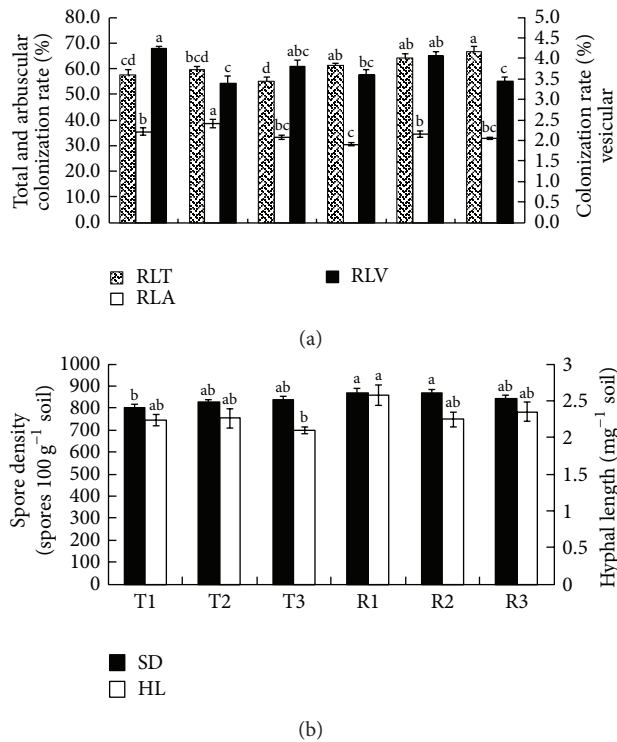 (a)
80.0
70.0
60.0
50.0
40.0
30.0
20.0
10.0
0.0
Total and arbuscular
colonization rate (%)
5.0
4.5
4.0
3.5
3.0
2.5
2.0
1.5
1.0
0.5
0.0
Colonization rate (%)
vesicular
cd b a
bcd a c
d bc abc
ab c bc
ab b ab
a bc c
RLT
RLA
RLV
(a)
1000
900
800
700
600
500
400
300
200
100
0
Spore density
(spores 100 g⁻¹ soil)
3
2.5
2
1.5
1
0.5
0
Hyphal length (mg⁻¹ soil)
b ab
ab ab
ab b
a a
a ab
ab ab
T1 T2 T3 R1 R2 R3
SD
HL
(b)